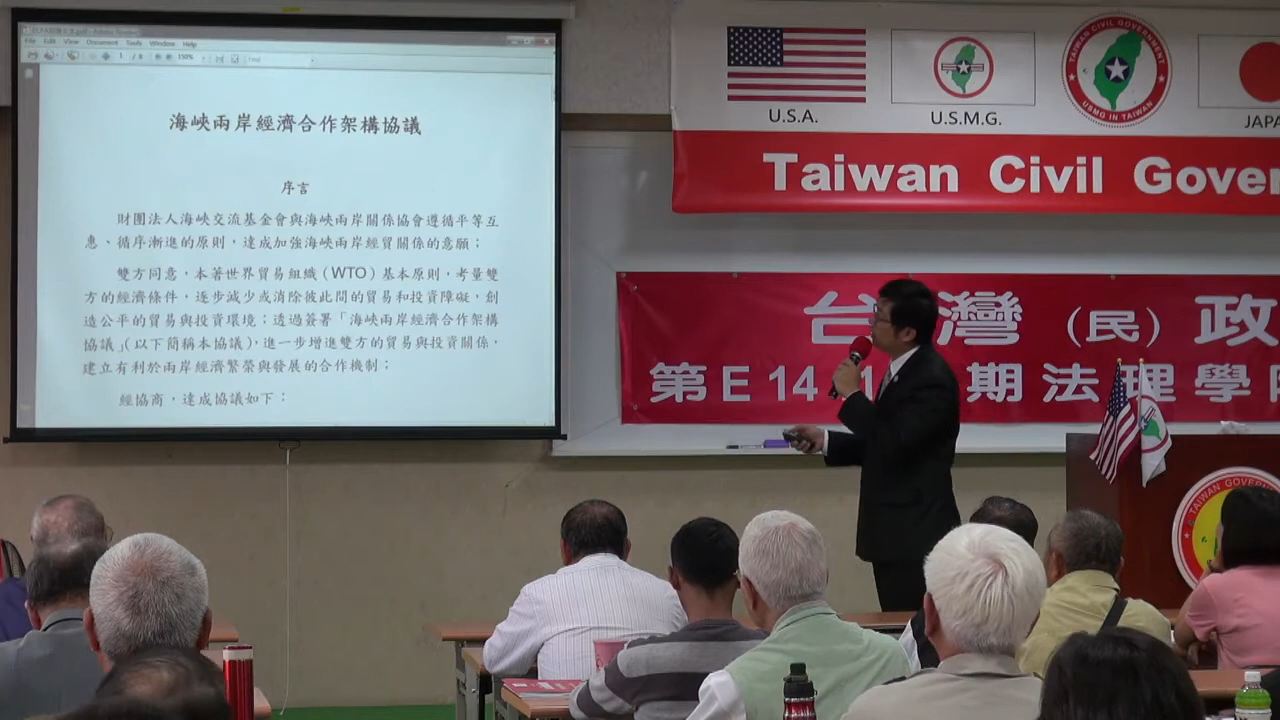 File Edit View Document Tools Window Help
150%
海峽兩岸經濟合作架構協議
序言
財團法人海峽交流基金會與海峽兩岸關係協會遵循平等互
惠、循序漸進的原則，達成加強海峽兩岸經貿關係的意願；
雙方同意，本著世界貿易組織（WTO）基本原則，考量雙
方的經濟條件，逐步減少或消除彼此間的貿易和投資障礙，創
造公平的貿易與投資環境；透過簽署「海峽兩岸經濟合作架構
協議」（以下簡稱本協議），進一步增進雙方的貿易與投資關係，
建立有利於兩岸經濟繁榮與發展的合作機制；
經協商，達成協議如下：
U.S.A.
U.S.M.G.
TAIWAN CIVIL GOVERNMENT
USMG IN TAIWAN
JAPA
Taiwan Civil Gover
台灣（民）政
第E14 期法理學
TAIWAN GOVERN